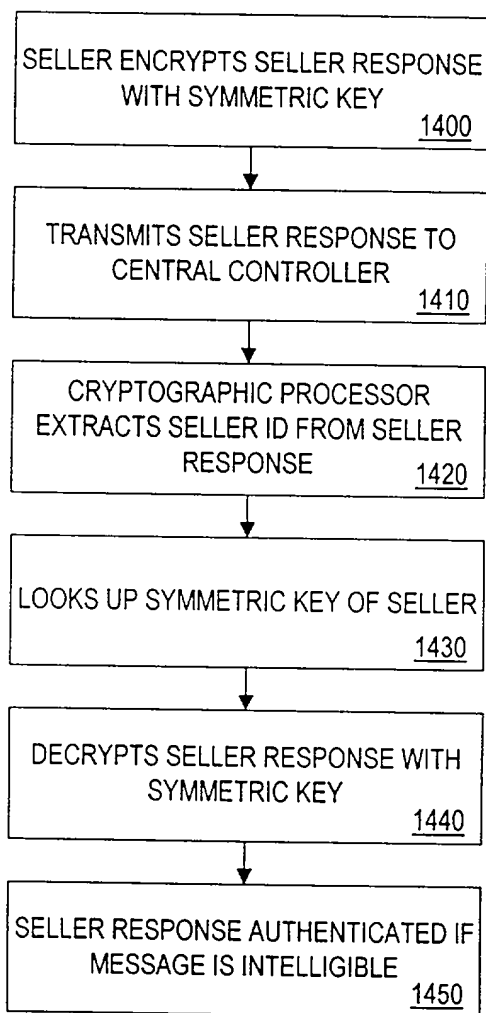 SELLER ENCRYPTS SELLER RESPONSE
WITH SYMMETRIC KEY
1400
TRANSMITS SELLER RESPONSE TO
CENTRAL CONTROLLER
1410
CRYPTOGRAPHIC PROCESSOR
EXTRACTS SELLER ID FROM SELLER
RESPONSE
1420
LOOKS UP SYMMETRIC KEY OF SELLER
1430
DECRYPTS SELLER RESPONSE WITH
SYMMETRIC KEY
1440
SELLER RESPONSE AUTHENTICATED IF
MESSAGE IS INTELLIGIBLE
1450